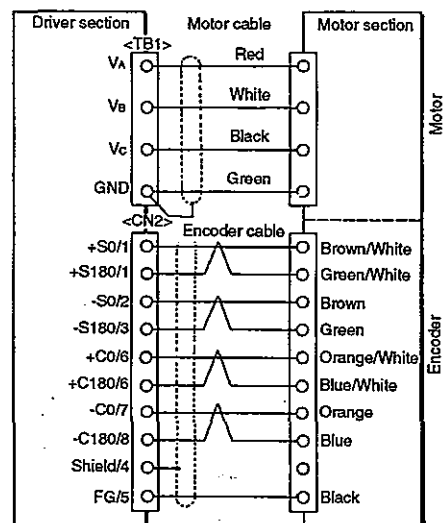 Driver section Motor cable Motor section
<TB1>
VA Red
VB White
VC Black
GND Green
Motor
<CN2>
Encoder cable
+S0/1 Brown/White
+S180/1 Green/White
-S0/2 Brown
-S180/3 Green
+C0/6 Orange/White
+C180/6 Blue/White
-C0/7 Orange
-C180/8 Blue
Shield/4
FG/5 Black
Encoder